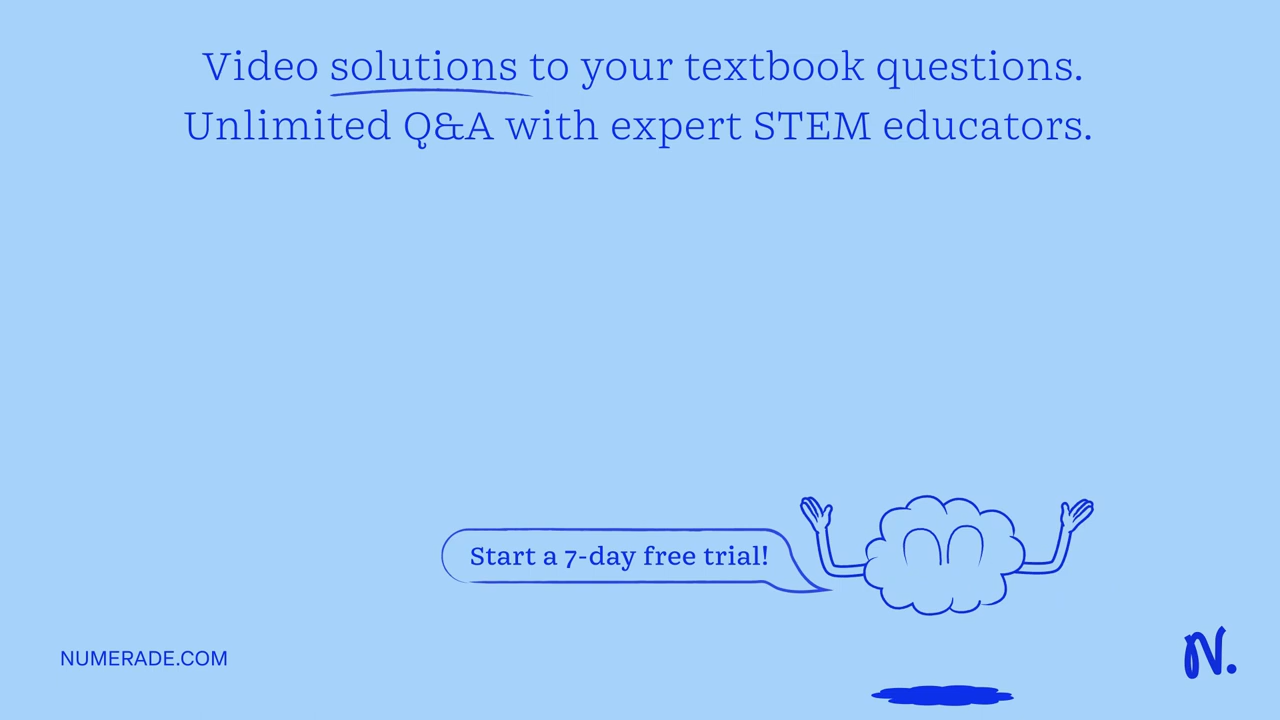 Video solutions to your textbook questions.
Unlimited Q&A with expert STEM educators.
Start a 7-day free trial!
NUMERADE.COM
N.